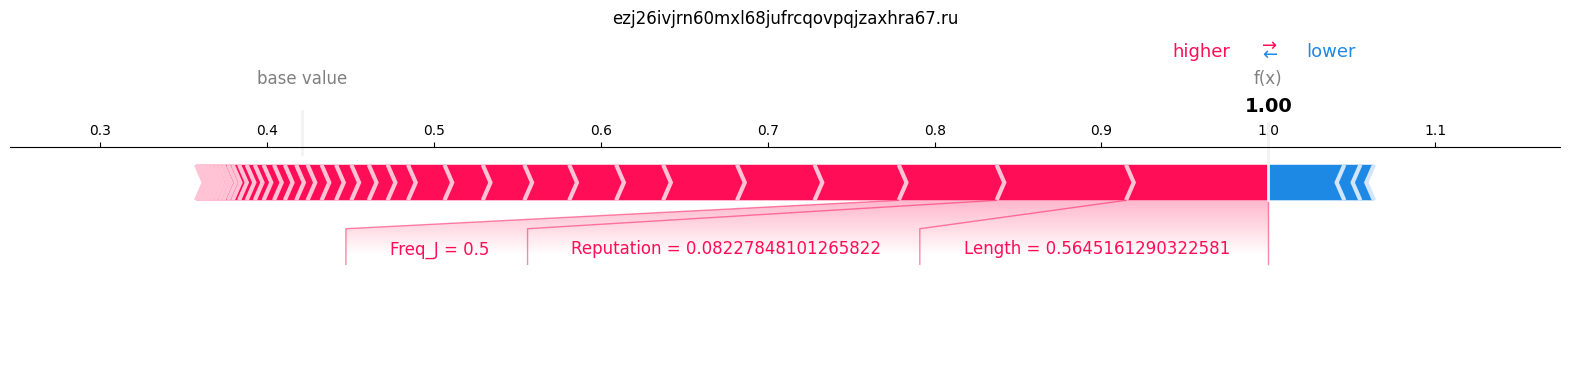 ezj26ivjrn60mxl68jufrcqovpqjzaxhra67.ru
higher → ← lower
base value f(x)
1.00
0.3 0.4 0.5 0.6 0.7 0.8 0.9 1.0 1.1
Freq_J = 0.5 Reputation = 0.08227848101265822 Length = 0.5645161290322581